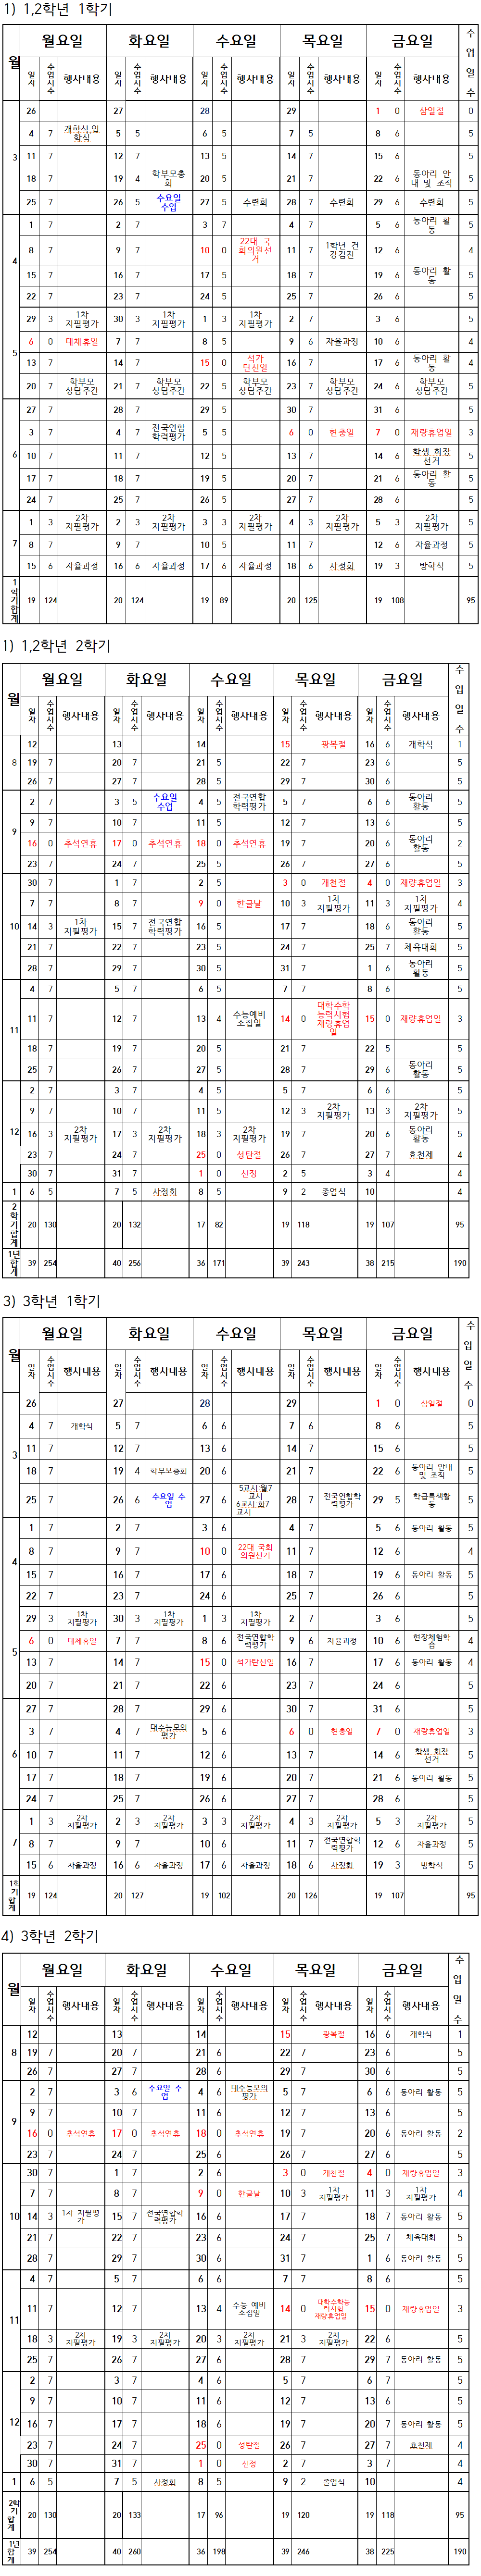 1) 1,2학년 1학기
월 월요일 화요일 수요일 목요일 금요일 수업일수
일자 수업시수 행사내용 일자 수업시수 행사내용 일자 수업시수 행사내용 일자 수업시수 행사내용 일자 수업시수 행사내용
3 26 27 28 29 1 0 삼일절 0
4 7 개학식,입학식 5 5 6 5 7 5 8 6 5
11 7 12 7 13 5 14 7 15 6 5
18 7 19 4 학부모총회 20 5 21 7 22 6 동아리 안내 및 조직 5
25 7 26 5 수요일 수업 27 5 수련회 28 7 수련회 29 6 수련회 5
4 1 7 2 7 3 7 4 7 5 6 동아리 활동 5
8 7 9 7 10 0 22대 국회의원선거 11 7 1학년 건강검진 12 6 4
15 7 16 7 17 5 18 7 19 6 동아리 활동 5
22 7 23 7 24 5 25 7 26 6 5
5 29 3 1차 지필평가 30 3 1차 지필평가 1 3 1차 지필평가 2 7 3 6 5
6 0 대체휴일 7 7 8 5 9 6 자율과정 10 6 4
13 7 14 7 15 0 석가탄신일 16 7 17 6 동아리 활동 4
20 7 학부모 상담주간 21 7 학부모 상담주간 22 5 학부모 상담주간 23 7 학부모 상담주간 24 6 학부모 상담주간 5
6 27 7 28 7 29 5 30 7 31 6 5
3 7 4 7 전국연합학력평가 5 5 6 0 현충일 7 0 재량휴업일 3
10 7 11 7 12 5 13 7 14 6 학생 회장 선거 5
17 7 18 7 19 5 20 7 21 6 동아리 활동 5
24 7 25 7 26 5 27 7 28 6 5
7 1 3 2차 지필평가 2 3 2차 지필평가 3 3 2차 지필평가 4 3 2차 지필평가 5 3 2차 지필평가 5
8 7 9 7 10 5 11 7 12 6 자율과정 5
15 6 자율과정 16 6 자율과정 17 6 자율과정 18 6 사정회 19 3 방학식 5
1학기 합계 19 124 20 124 19 89 20 125 19 108 95
1) 1,2학년 2학기
월 월요일 화요일 수요일 목요일 금요일 수업일수
일자 수업시수 행사내용 일자 수업시수 행사내용 일자 수업시수 행사내용 일자 수업시수 행사내용 일자 수업시수 행사내용
8 12 13 14 15 광복절 16 6 개학식 1
19 7 20 7 21 5 22 7 23 6 5
26 7 27 7 28 5 29 7 30 6 5
9 2 7 3 5 수요일 수업 4 5 전국연합학력평가 5 7 6 6 동아리 활동 5
9 7 10 7 11 5 12 7 13 6 5
16 0 추석연휴 17 0 추석연휴 18 0 추석연휴 19 7 20 6 동아리 활동 2
23 7 24 7 25 5 26 7 27 6 5
10 30 7 1 7 2 5 3 0 개천절 4 0 재량휴업일 3
7 7 8 7 9 0 한글날 10 3 1차 지필평가 11 3 1차 지필평가 4
14 3 1차 지필평가 15 7 전국연합학력평가 16 5 17 7 18 6 동아리 활동 5
21 7 22 7 23 5 24 7 25 7 체육대회 5
28 7 29 7 30 5 31 7 1 6 동아리 활동 5
11 4 7 5 7 6 5 7 7 8 6 5
11 7 12 7 13 4 수능예비소집일 14 0 대학수학능력시험 재량휴업일 15 0 재량휴업일 3
18 7 19 7 20 5 21 7 22 5 5
25 7 26 7 27 5 28 7 29 6 동아리 활동 5
12 2 7 3 7 4 5 5 7 6 6 5
9 7 10 7 11 5 12 3 2차 지필평가 13 3 2차 지필평가 5
16 3 2차 지필평가 17 3 2차 지필평가 18 3 2차 지필평가 19 7 20 6 동아리 활동 5
23 7 24 7 25 0 성탄절 26 7 27 7 효천제 4
30 7 31 7 1 0 신정 2 5 3 4 4
1 6 5 7 5 사정회 8 5 9 2 종업식 10 4
2학기 합계 20 130 20 132 17 82 19 118 19 107 95
1년 합계 39 254 40 256 36 171 39 243 38 215 190
3) 3학년 1학기
월 월요일 화요일 수요일 목요일 금요일 수업일수
일자 수업시수 행사내용 일자 수업시수 행사내용 일자 수업시수 행사내용 일자 수업시수 행사내용 일자 수업시수 행사내용
3 26 27 28 29 1 0 삼일절 0
4 7 개학식 5 7 6 6 7 6 8 6 5
11 7 12 7 13 6 14 7 15 6 5
18 7 19 4 학부모총회 20 6 21 7 22 6 동아리 안내 및 조직 5
25 7 26 6 수요일 수업 27 6 5교시:월7교시 6교시:화7교시 28 7 전국연합학력평가 29 5 학급특색활동 5
4 1 7 2 7 3 6 4 7 5 6 동아리 활동 5
8 7 9 7 10 0 22대 국회의원선거 11 7 12 6 4
15 7 16 7 17 6 18 7 19 6 동아리 활동 5
22 7 23 7 24 6 25 7 26 6 5
5 29 3 1차 지필평가 30 3 1차 지필평가 1 3 1차 지필평가 2 7 3 6 5
6 0 대체휴일 7 7 8 6 전국연합학력평가 9 6 자율과정 10 6 현장체험학습 4
13 7 14 7 15 0 석가탄신일 16 7 17 6 동아리 활동 4
20 7 21 7 22 6 23 7 24 6 5
6 27 7 28 7 29 6 30 7 31 6 5
3 7 4 7 대수능모의평가 5 6 6 0 현충일 7 0 재량휴업일 3
10 7 11 7 12 6 13 7 14 6 학생 회장 선거 5
17 7 18 7 19 6 20 7 21 6 동아리 활동 5
24 7 25 7 26 6 27 7 28 6 5
7 1 3 2차 지필평가 2 3 2차 지필평가 3 3 2차 지필평가 4 3 2차 지필평가 5 3 2차 지필평가 5
8 7 9 7 10 6 11 7 전국연합학력평가 12 6 자율과정 5
15 6 자율과정 16 6 자율과정 17 6 자율과정 18 6 사정회 19 3 방학식 5
1학기 합계 19 124 20 127 19 102 20 126 19 107 95
4) 3학년 2학기
월 월요일 화요일 수요일 목요일 금요일 수업일수
일자 수업시수 행사내용 일자 수업시수 행사내용 일자 수업시수 행사내용 일자 수업시수 행사내용 일자 수업시수 행사내용
8 12 13 14 15 광복절 16 6 개학식 1
19 7 20 7 21 6 22 7 23 6 5
26 7 27 7 28 6 29 7 30 6 5
9 2 7 3 6 수요일 수업 4 6 대수능모의평가 5 7 6 6 동아리 활동 5
9 7 10 7 11 6 12 7 13 6 5
16 0 추석연휴 17 0 추석연휴 18 0 추석연휴 19 7 20 6 동아리 활동 2
23 7 24 7 25 6 26 7 27 6 5
10 30 7 1 7 2 6 3 0 개천절 4 0 재량휴업일 3
7 7 8 7 9 0 한글날 10 3 1차 지필평가 11 3 1차 지필평가 4
14 3 1차 지필평가 15 7 전국연합학력평가 16 6 17 7 18 7 동아리 활동 5
21 7 22 7 23 6 24 7 25 7 체육대회 5
28 7 29 7 30 6 31 7 1 6 동아리 활동 5
11 4 7 5 7 6 6 7 7 8 6 5
11 7 12 7 13 4 수능 예비소집일 14 0 대학수학능력시험 재량휴업일 15 0 재량휴업일 3
18 3 2차 지필평가 19 3 2차 지필평가 20 3 2차 지필평가 21 3 2차 지필평가 22 6 5
25 7 26 7 27 6 28 7 29 7 동아리 활동 5
12 2 7 3 7 4 6 5 7 6 7 5
9 7 10 7 11 6 12 7 13 6 5
16 7 17 7 18 6 19 7 20 7 동아리 활동 5
23 7 24 7 25 0 성탄절 26 7 27 7 효천제 4
30 7 31 7 1 0 신정 2 7 3 7 4
1 6 5 7 5 사정회 8 5 9 2 졸업식 10 4
2학기 합계 20 130 20 133 17 96 19 120 19 118 95
1년 합계 39 254 40 260 36 198 39 246 38 225 190